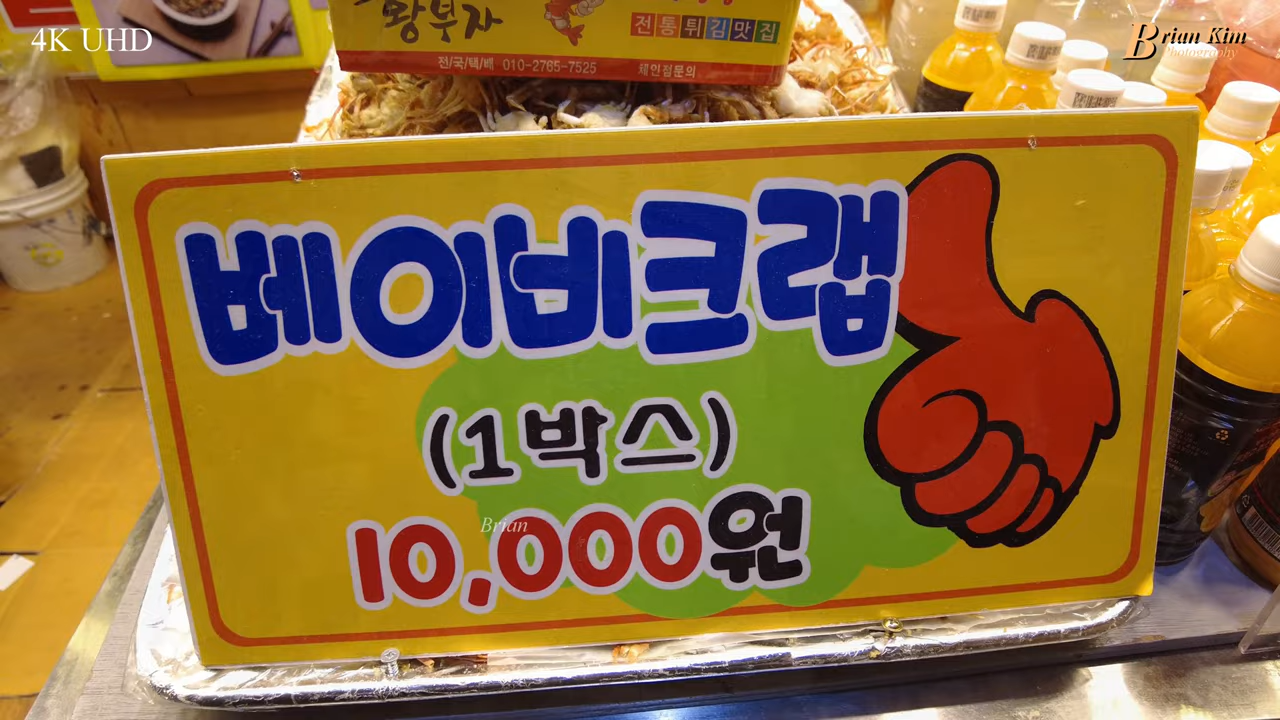 4K UHD
Brian Kim
Photography
왕부자
전통튀김맛집
전/국/택/배 010-2765-7525 체인점문의
베이비크랩
(1박스)
Brian
10,000원